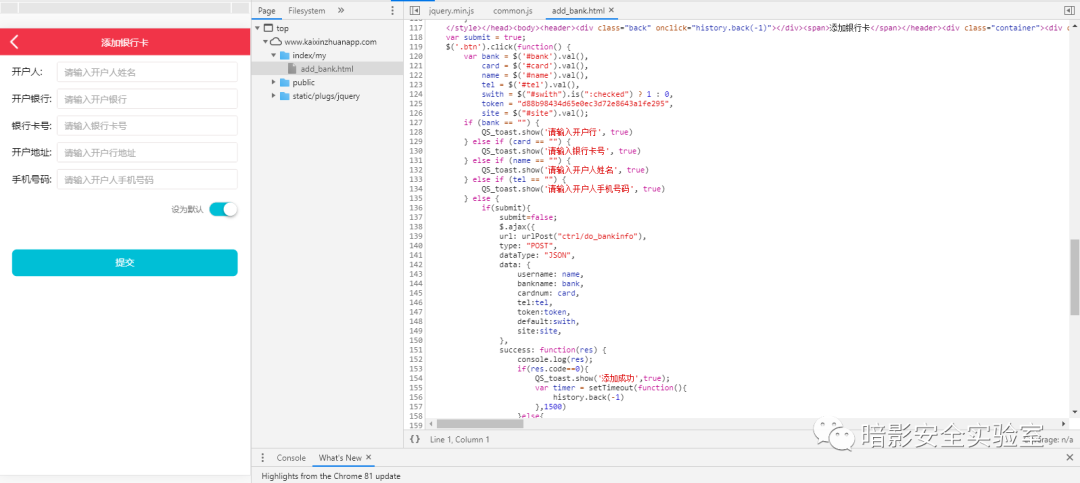 添加银行卡
开户人: 请输入开户人姓名
开户银行: 请输入开户银行
银行卡号: 请输入银行卡号
开户地址: 请输入开户行地址
手机号码: 请输入开户人手机号码
设为默认
提交
Page Filesystem »
top
www.kaixinzhuanapp.com
index/my
add_bank.html
public
static/plugs/jquery
jquery.min.js common.js add_bank.html ×
117 </style></head><body><header><div class="back" onclick="history.back(-1)"></div><span>添加银行卡</span></header><div class="container"><div c
118 var submit = true;
119 $('.btn').click(function() {
120 var bank = $('#bank').val(),
121 card = $('#card').val(),
122 name = $('#name').val(),
123 tel = $('#tel').val(),
124 swith = $("#swith").is(":checked") ? 1 : 0,
125 token = "d88b98434d65e0ec3d72e8643a1fe295",
126 site = $("#site").val();
127 if (bank == "") {
128 QS_toast.show('请输入开户行', true)
129 } else if (card == "") {
130 QS_toast.show('请输入银行卡号', true)
131 } else if (name == "") {
132 QS_toast.show('请输入开户人姓名', true)
133 } else if (tel == "") {
134 QS_toast.show('请输入开户人手机号码', true)
135 } else {
136 if(submit){
137 submit=false;
138 $.ajax({
139 url: urlPost("ctrl/do_bankinfo"),
140 type: "POST",
141 dataType: "JSON",
142 data: {
143 username: name,
144 bankname: bank,
145 cardnum: card,
146 tel:tel,
147 token:token,
148 default:swith,
149 site:site,
150 },
151 success: function(res) {
152 console.log(res);
153 if(res.code==0){
154 QS_toast.show('添加成功',true);
155 var timer = setTimeout(function(){
156 history.back(-1)
157 },1500)
158 }else{
159
{} Line 1, Column 1
n/a
暗影安全实验室
Console What's New ×
Highlights from the Chrome 81 update